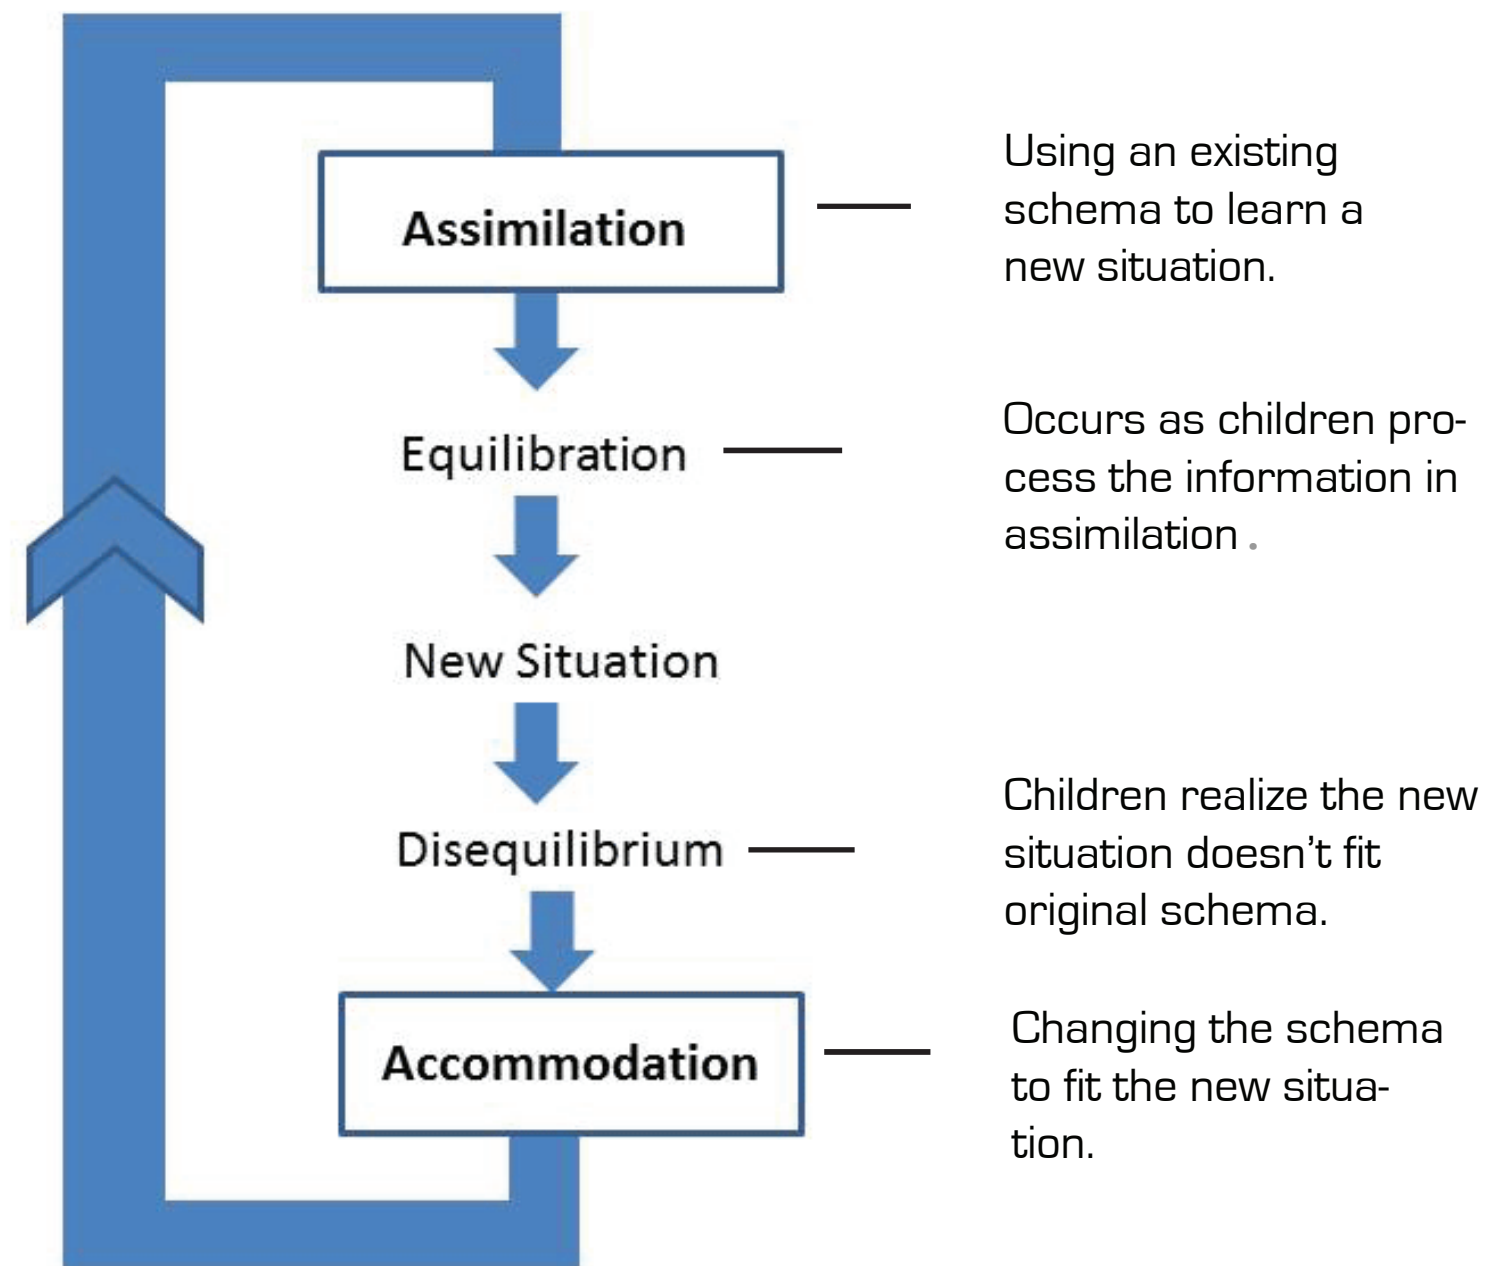 Assimilation
Using an existing
schema to learn a
new situation.
Equilibration
Occurs as children pro-
cess the information in
assimilation .
New Situation
Disequilibrium
Children realize the new
situation doesn’t fit
original schema.
Accommodation
Changing the schema
to fit the new situa-
tion.